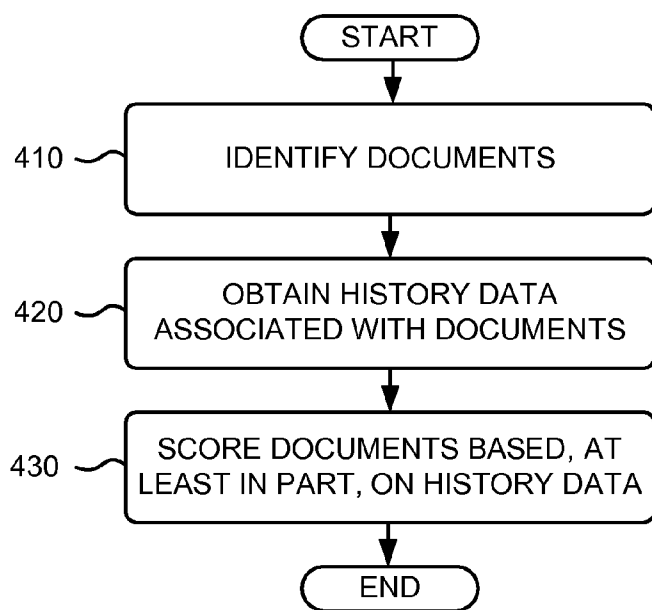 START
410
IDENTIFY DOCUMENTS
420
OBTAIN HISTORY DATA
ASSOCIATED WITH DOCUMENTS
430
SCORE DOCUMENTS BASED, AT
LEAST IN PART, ON HISTORY DATA
END